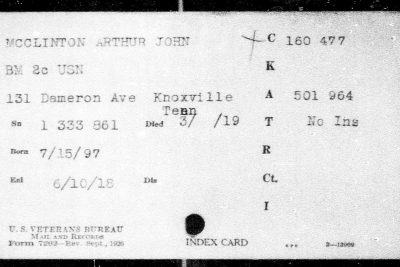 MCCLINTON ARTHUR JOHN C 160 477
BM 2c USN K
131 Dameron Ave Knoxville A 501 964
Tenn
Sn 1 333 861 Died 3/ /19 T No Ins
Born 7/15/97 R
Enl 6/10/18 Dis Ct.
I
U. S. VETERANS BUREAU
MAIL AND RECORDS
Form 7202—Rev. Sept., 1926 INDEX CARD 2—12009